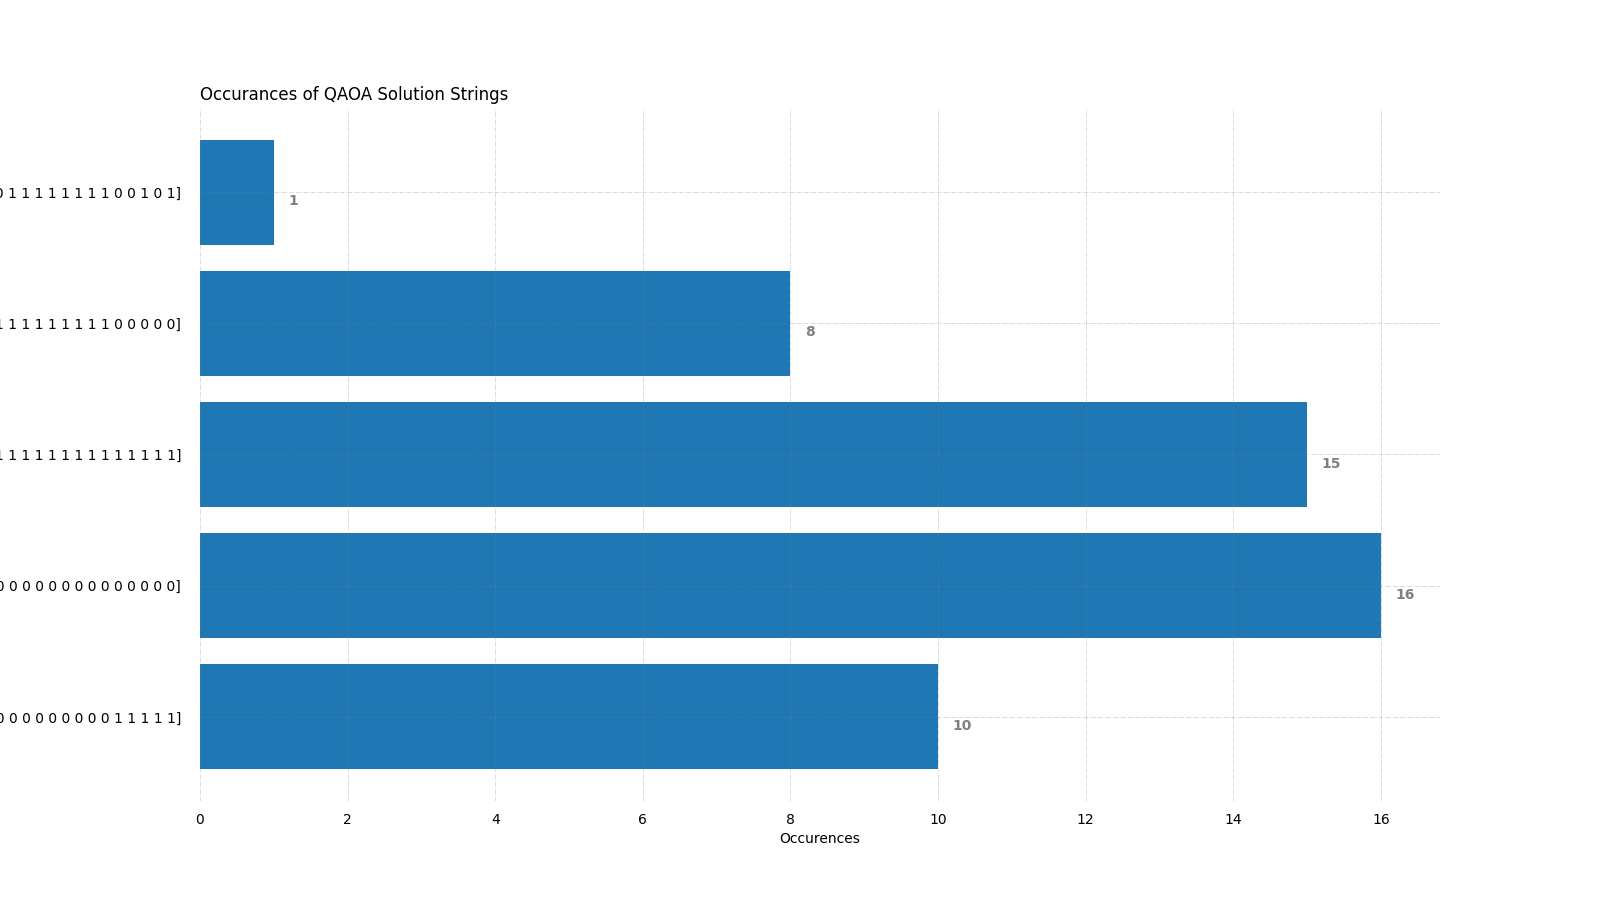 Occurances of QAOA Solution Strings
1 1 1 1 1 1 1 1 0 0 1 0 1]
1
1 1 1 1 1 1 1 1 0 0 0 0 0]
8
1 1 1 1 1 1 1 1 1 1 1 1 1]
15
0 0 0 0 0 0 0 0 0 0 0 0 0 0]
16
0 0 0 0 0 0 0 0 0 1 1 1 1 1]
10
0 2 4 6 8 10 12 14 16
Occurences